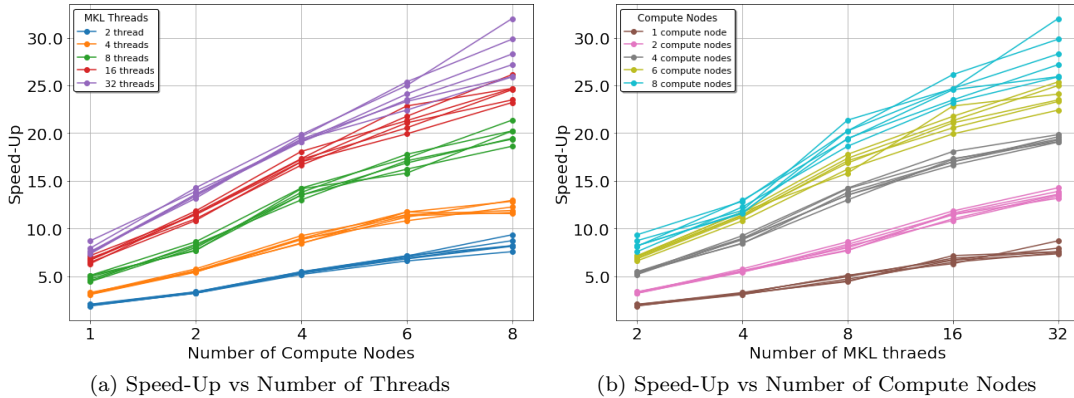 MKL Threads
2 thread
4 threads
8 threads
16 threads
32 threads
Speed-Up
30.0
25.0
20.0
15.0
10.0
5.0
1
2
4
6
8
Number of Compute Nodes
(a) Speed-Up vs Number of Threads
Compute Nodes
1 compute node
2 compute nodes
4 compute nodes
6 compute nodes
8 compute nodes
Speed-Up
30.0
25.0
20.0
15.0
10.0
5.0
2
4
8
16
32
Number of MKL thraeds
(b) Speed-Up vs Number of Compute Nodes